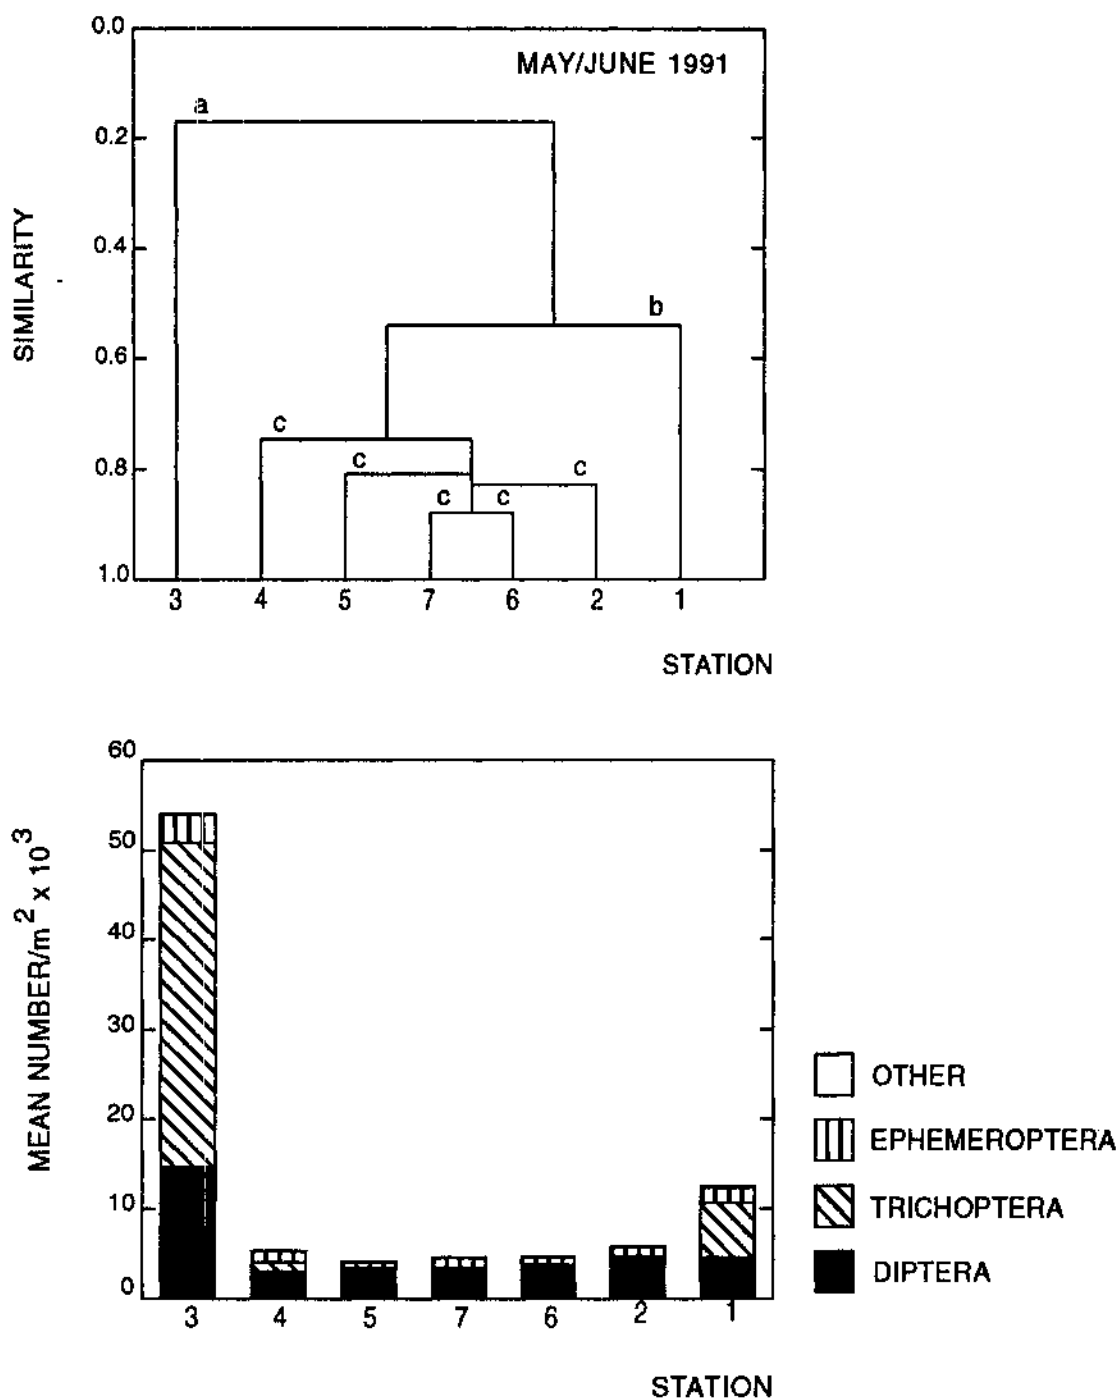 MAY/JUNE 1991
SIMILARITY
0.0
0.2
0.4
0.6
0.8
1.0
a
b
c
c
c
c c
3 4 5 7 6 2 1
STATION
MEAN NUMBER/m² x 10³
60
50
40
30
20
10
0
3 4 5 7 6 2 1
STATION
OTHER
EPHEMEROPTERA
TRICHOPTERA
DIPTERA